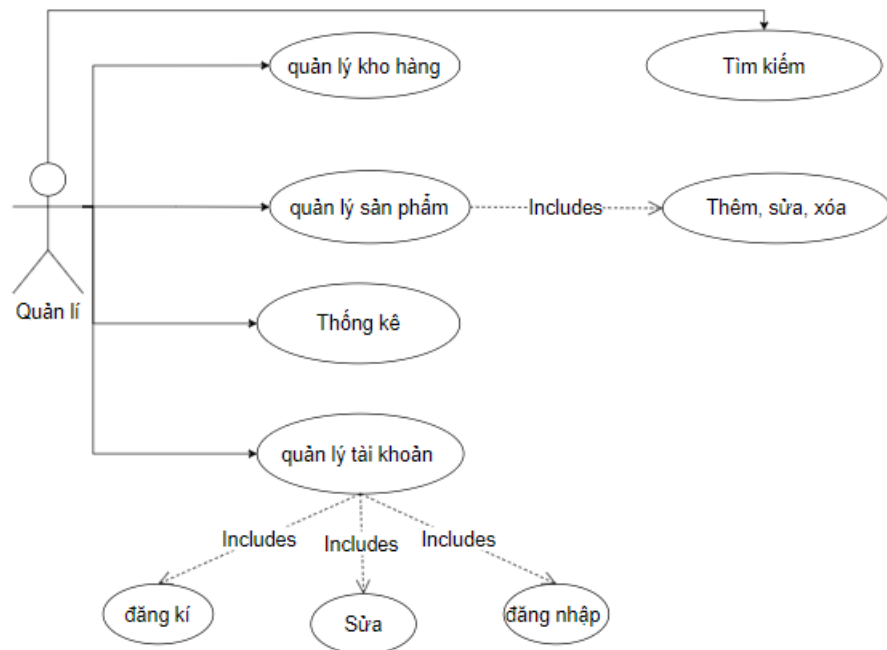 quản lý kho hàng
Tìm kiếm
quản lý sản phẩm
Includes
Thêm, sửa, xóa
Quản lí
Thống kê
quản lý tài khoản
Includes
Includes
Includes
đăng kí
Sửa
đăng nhập